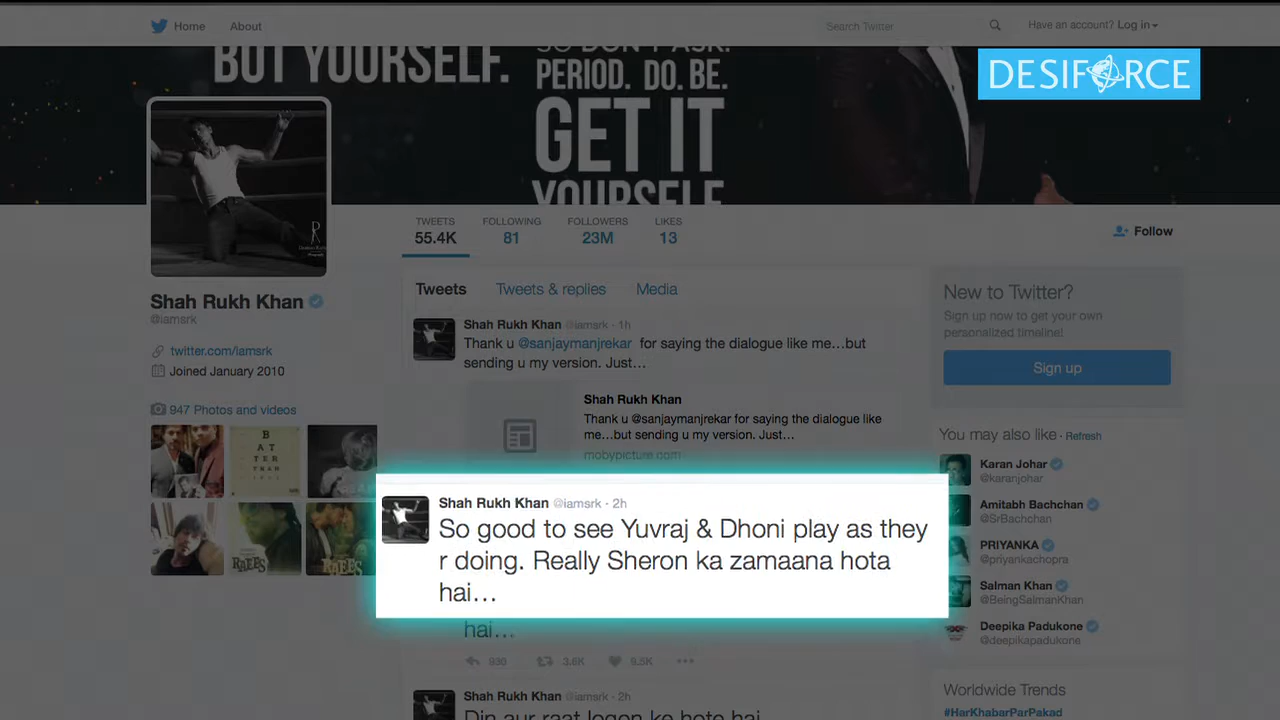 Home About Search Twitter Have an account? Log in
BUT YOURSELF.
SO DON'T ASK.
PERIOD. DO. BE.
GET IT
YOURSELF
DESIFORCE
TWEETS FOLLOWING FOLLOWERS LIKES
55.4K 81 23M 13
Follow
Shah Rukh Khan
@iamsrk
twitter.com/iamsrk
Joined January 2010
947 Photos and videos
B
A T
T E R
RAEES
RAEES
Tweets Tweets & replies Media
Shah Rukh Khan @iamsrk · 1h
Thank u @sanjaymanjrekar for saying the dialogue like me…but
sending u my version. Just…
Shah Rukh Khan
Thank u @sanjaymanjrekar for saying the dialogue like
me…but sending u my version. Just…
mobypicture.com
Shah Rukh Khan @iamsrk · 2h
So good to see Yuvraj & Dhoni play as they
r doing. Really Sheron ka zamaana hota
hai…
hai…
930 3.6K 9.5K
Shah Rukh Khan @iamsrk · 2h
Din aur raat logon ke hote hai
New to Twitter?
Sign up now to get your own
personalized timeline!
Sign up
You may also like · Refresh
Karan Johar
@karanjohar
Amitabh Bachchan
@SrBachchan
PRIYANKA
@priyankachopra
Salman Khan
@BeingSalmanKhan
Deepika Padukone
@deepikapadukone
Worldwide Trends
#HarKhabarParPakad